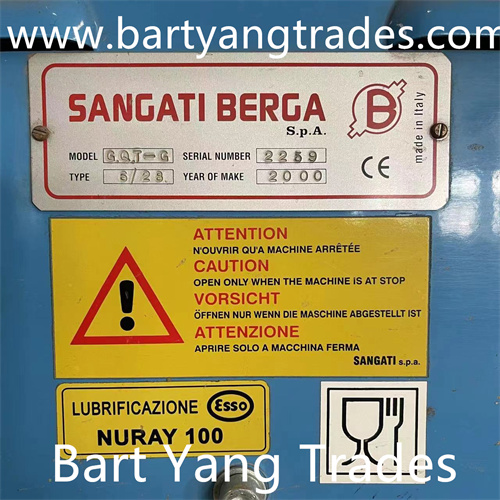 www.bartyangtrades.com
SANGATI BERGA
S.p.A.
B
made in Italy
MODEL G.Q.T-G SERIAL NUMBER 2259
TYPE 6/28 YEAR OF MAKE 2000
CE
ATTENTION
N'OUVRIR QU'A MACHINE ARRÊTÉE
CAUTION
OPEN ONLY WHEN THE MACHINE IS AT STOP
VORSICHT
ÖFFNEN NUR WENN DIE MASCHINE ABGESTELLT IST
ATTENZIONE
APRIRE SOLO A MACCHINA FERMA
SANGATI s.p.a.
LUBRIFICAZIONE Esso
NURAY 100
Bart Yang Trades